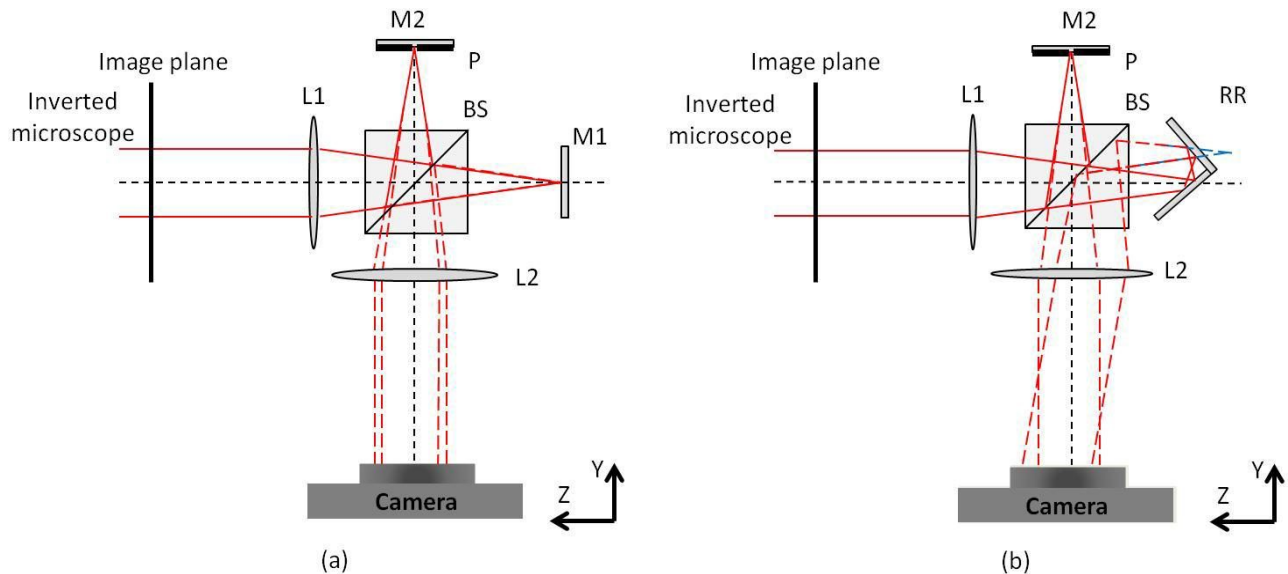 M2
P
Image plane
L1
BS
Inverted
microscope
M1
L2
Camera
Y
Z
(a)
M2
P
Image plane
L1
BS
RR
Inverted
microscope
L2
Camera
Y
Z
(b)